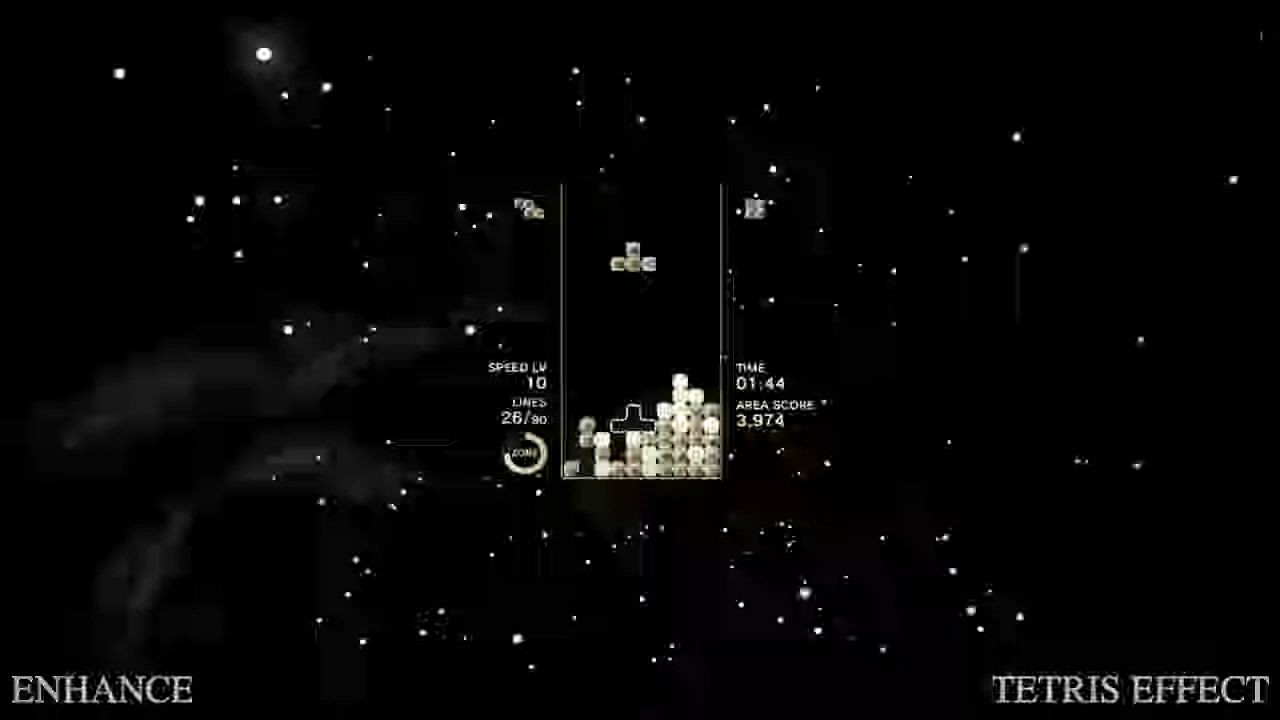 SPEED LV
10
LINES
26/90
ZONE
TIME
01:44
AREA SCORE
3,974
ENHANCE
TETRIS EFFECT